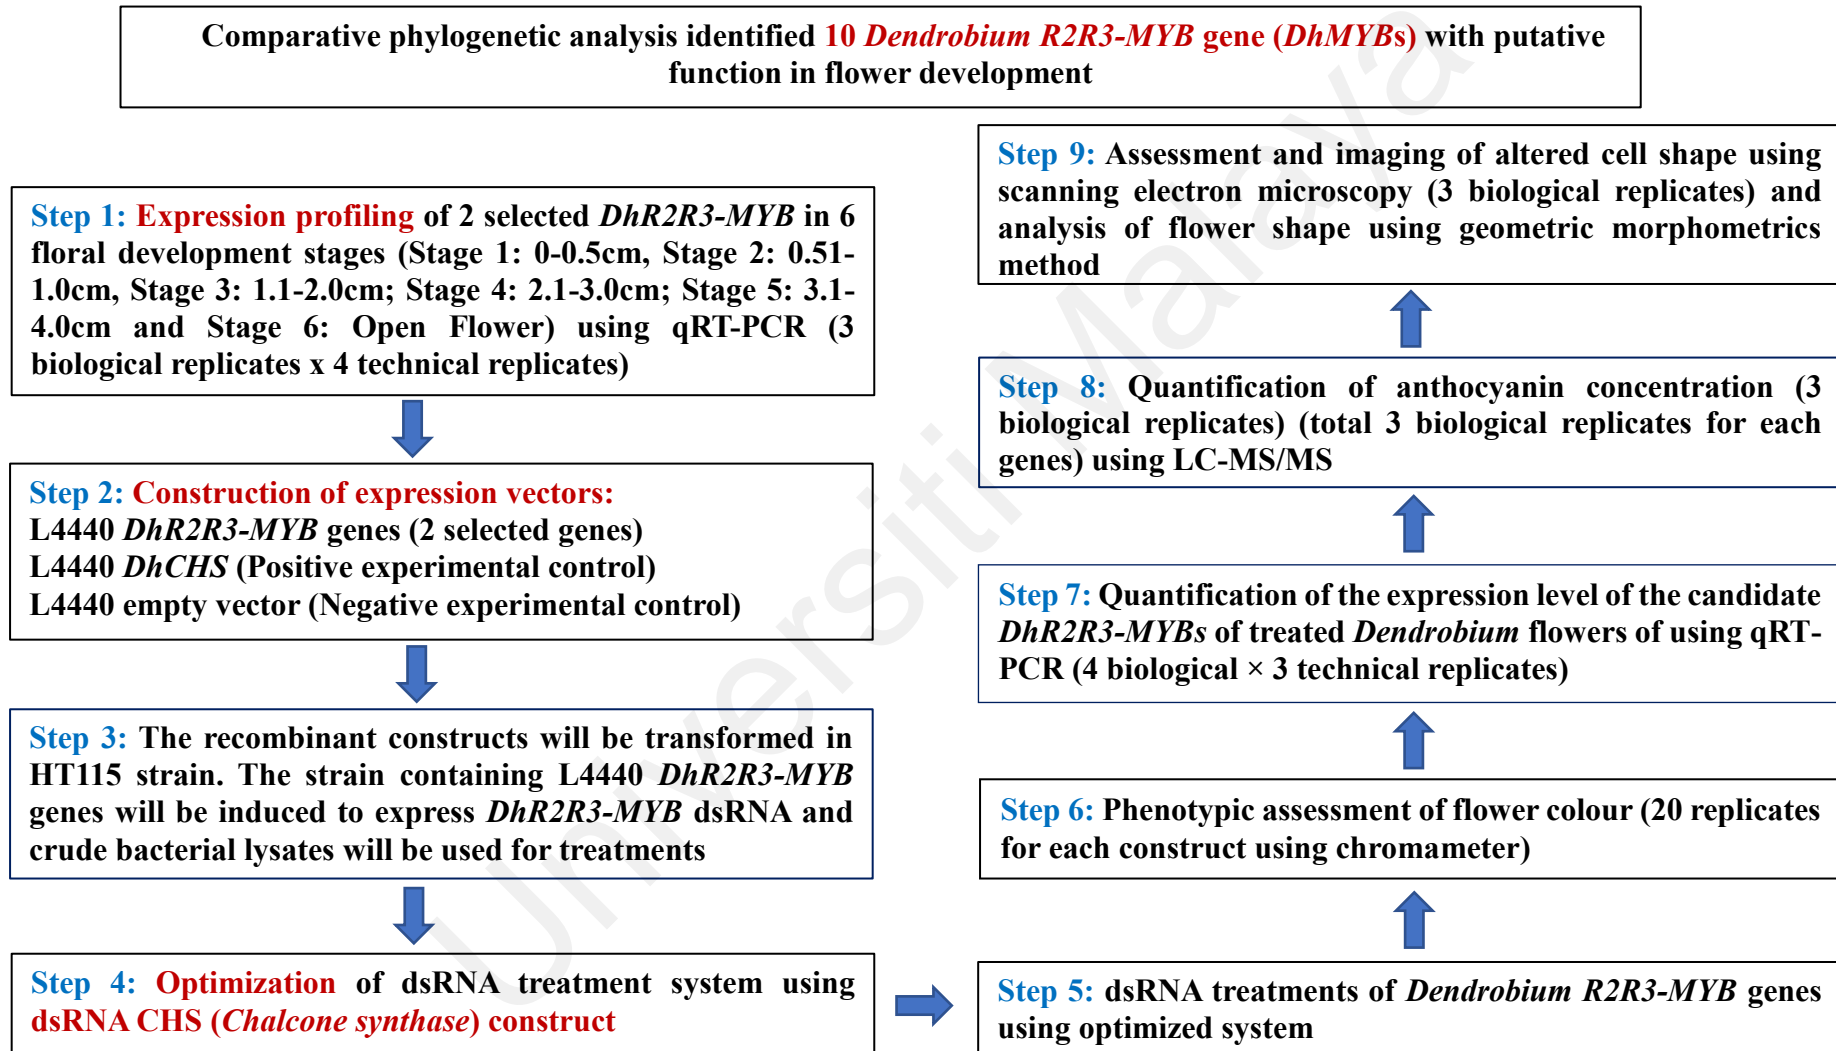 Comparative phylogenetic analysis identified 10 Dendrobium R2R3-MYB gene (DhMYBs) with putative
function in flower development
Step 1: Expression profiling of 2 selected DhR2R3-MYB in 6
floral development stages (Stage 1: 0-0.5cm, Stage 2: 0.51-
1.0cm, Stage 3: 1.1-2.0cm; Stage 4: 2.1-3.0cm; Stage 5: 3.1-
4.0cm and Stage 6: Open Flower) using qRT-PCR (3
biological replicates x 4 technical replicates)
Step 2: Construction of expression vectors:
L4440 DhR2R3-MYB genes (2 selected genes)
L4440 DhCHS (Positive experimental control)
L4440 empty vector (Negative experimental control)
Step 3: The recombinant constructs will be transformed in
HT115 strain. The strain containing L4440 DhR2R3-MYB
genes will be induced to express DhR2R3-MYB dsRNA and
crude bacterial lysates will be used for treatments
Step 4: Optimization of dsRNA treatment system using
dsRNA CHS (Chalcone synthase) construct
Step 5: dsRNA treatments of Dendrobium R2R3-MYB genes
using optimized system
Step 6: Phenotypic assessment of flower colour (20 replicates
for each construct using chromameter)
Step 7: Quantification of the expression level of the candidate
DhR2R3-MYBs of treated Dendrobium flowers of using qRT-
PCR (4 biological × 3 technical replicates)
Step 8: Quantification of anthocyanin concentration (3
biological replicates) (total 3 biological replicates for each
genes) using LC-MS/MS
Step 9: Assessment and imaging of altered cell shape using
scanning electron microscopy (3 biological replicates) and
analysis of flower shape using geometric morphometrics
method
Universiti Malaya